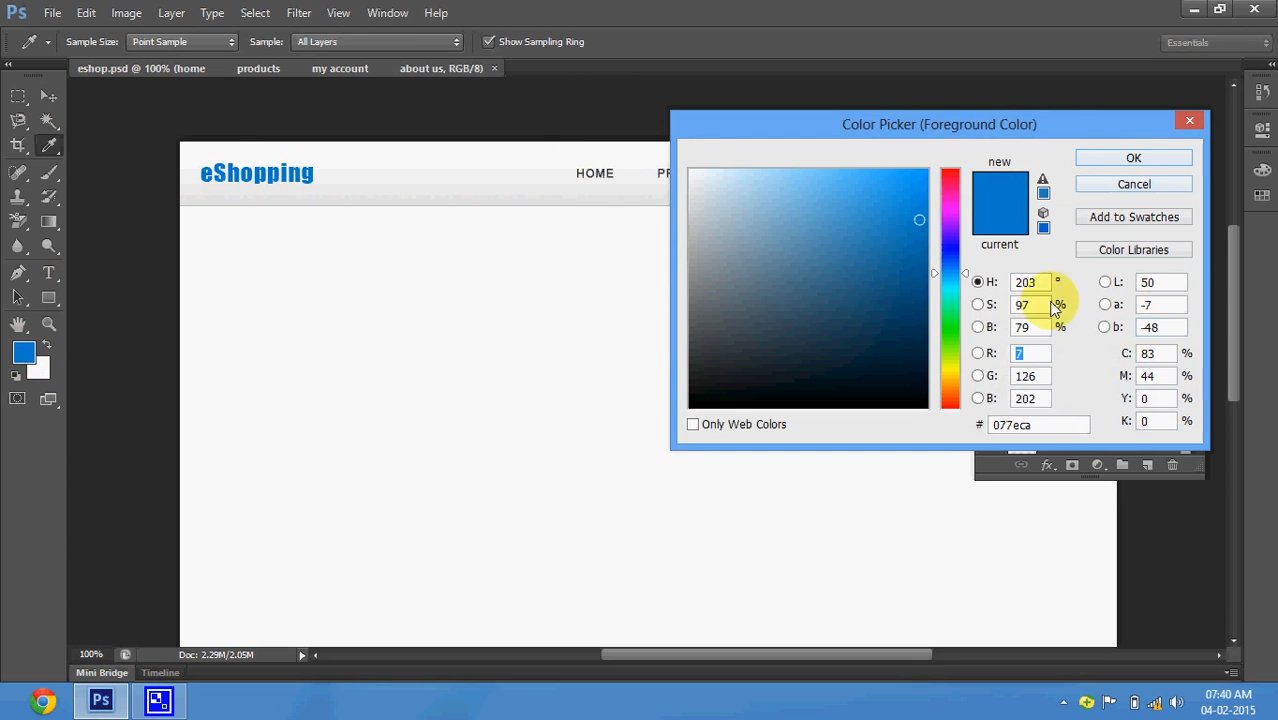 Ps File Edit Image Layer Type Select Filter View Window Help
Sample Size: Point Sample Sample: All Layers Show Sampling Ring Essentials
eshop.psd @ 100% (home products my account about us, RGB/8) ×
Color Picker (Foreground Color)
eShopping
HOME
new
current
OK
Cancel
Add to Swatches
Color Libraries
H: 203 ° L: 50
S: 97 % a: -7
B: 79 % b: -48
R: 7 C: 83 %
G: 126 M: 44 %
B: 202 Y: 0 %
# 077eca K: 0 %
Only Web Colors
fx
100% Doc: 2.29M/2.05M
Mini Bridge Timeline
Ps
07:40 AM
04-02-2015